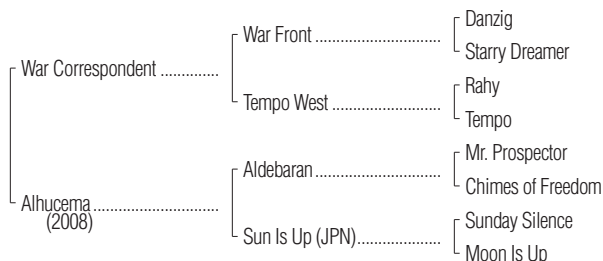 Danzig
War Front
Starry Dreamer
War Correspondent
Rahy
Tempo West
Tempo
Mr. Prospector
Aldebaran
Chimes of Freedom
Alhucema
(2008)
Sunday Silence
Sun Is Up (JPN)
Moon Is Up